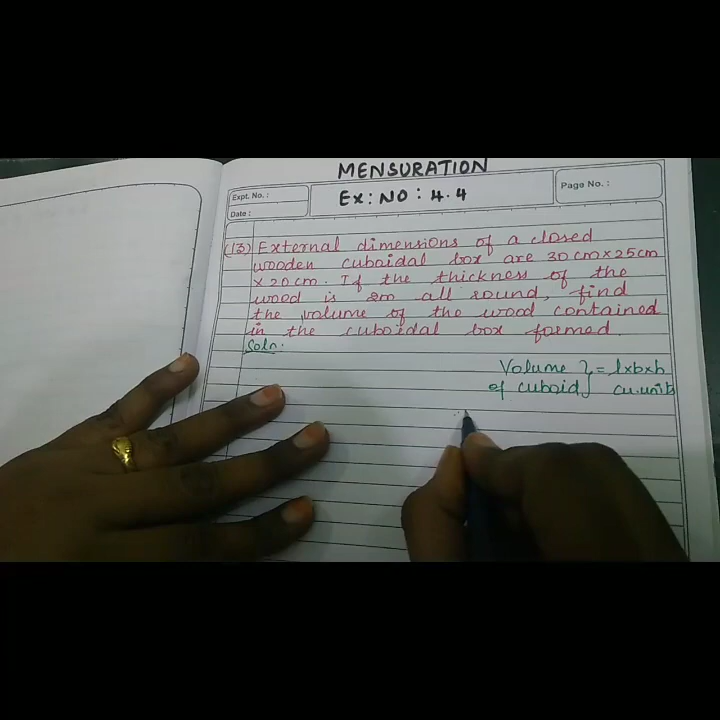 MENSURATION
Expt. No. :
Date :
Ex: NO : 4.4
Page No. :
(13) External dimensions of a closed
wooden cuboidal box are 30 cm x 25 cm
x 20 cm. If the thickness of the
wood is 2m all round, find
the volume of the wood contained
in the cuboidal box formed.
Soln:
Volume } = lxbxh
of cuboid } cu.units